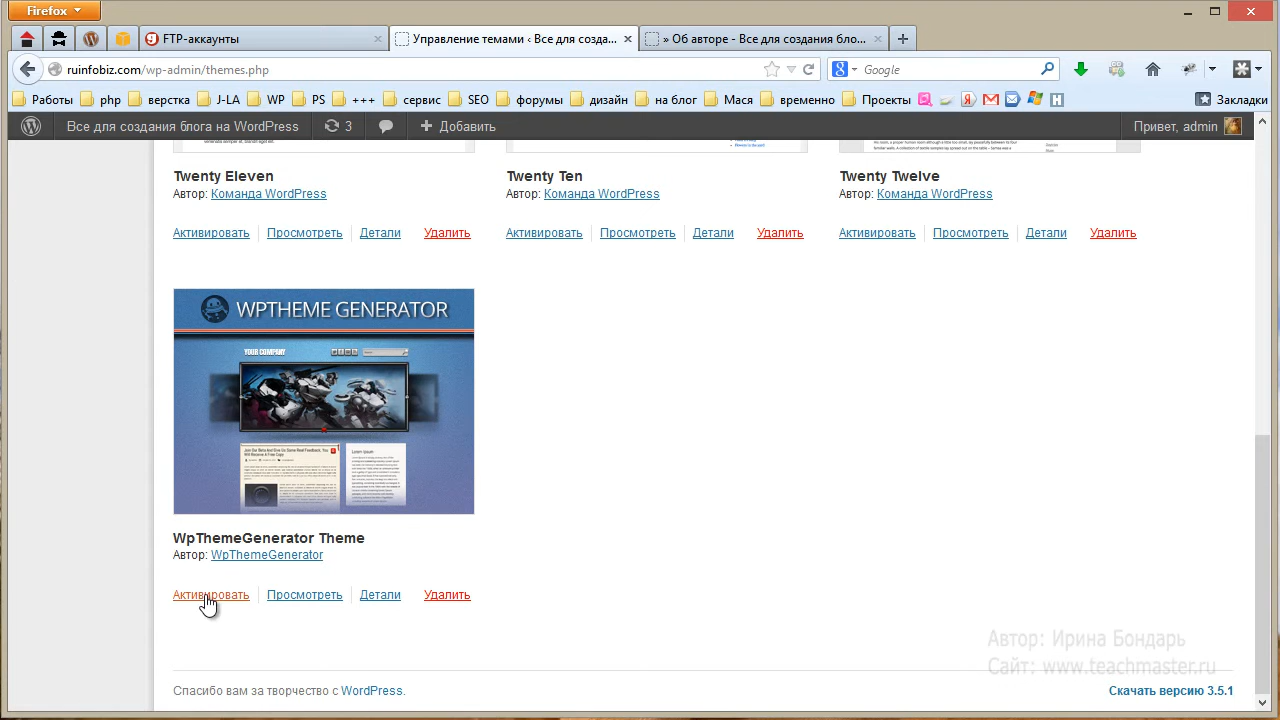 Firefox
FTP-аккаунты
Управление темами ‹ Все для созда...
» Об авторе - Все для создания бло...
ruinfobiz.com/wp-admin/themes.php
Google
Работы
php
верстка
J-LA
WP
PS
+++
сервис
SEO
форумы
дизайн
на блог
Мася
временно
Проекты
Закладки
Все для создания блога на WordPress
3
Добавить
Привет, admin
Twenty Eleven
Автор: Команда WordPress
Активировать Просмотреть Детали Удалить
Twenty Ten
Автор: Команда WordPress
Активировать Просмотреть Детали Удалить
Twenty Twelve
Автор: Команда WordPress
Активировать Просмотреть Детали Удалить
WPTHEME GENERATOR
YOUR COMPANY
Lorem Ipsum
WpThemeGenerator Theme
Автор: WpThemeGenerator
Активировать Просмотреть Детали Удалить
Автор: Ирина Бондарь
Сайт: www.teachmaster.ru
Спасибо вам за творчество с WordPress.
Скачать версию 3.5.1